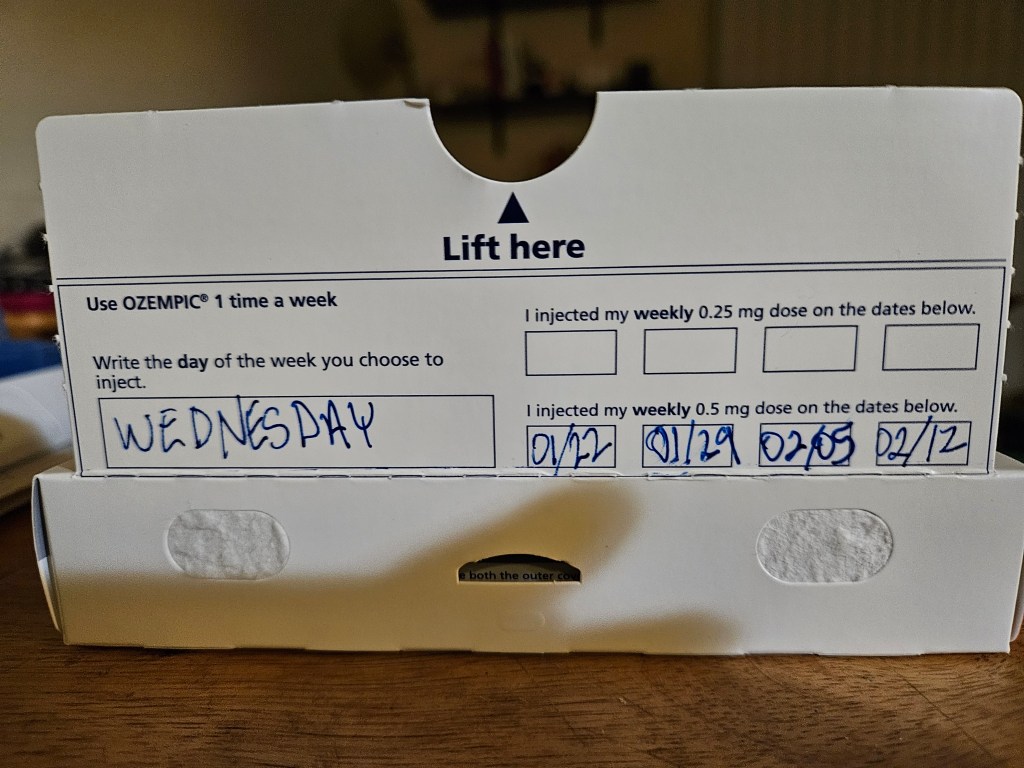 Lift here
Use OZEMPIC® 1 time a week
Write the day of the week you choose to
inject.
WEDNESDAY
I injected my weekly 0.25 mg dose on the dates below.
I injected my weekly 0.5 mg dose on the dates below.
01/22 01/29 02/05 02/12
both the outer